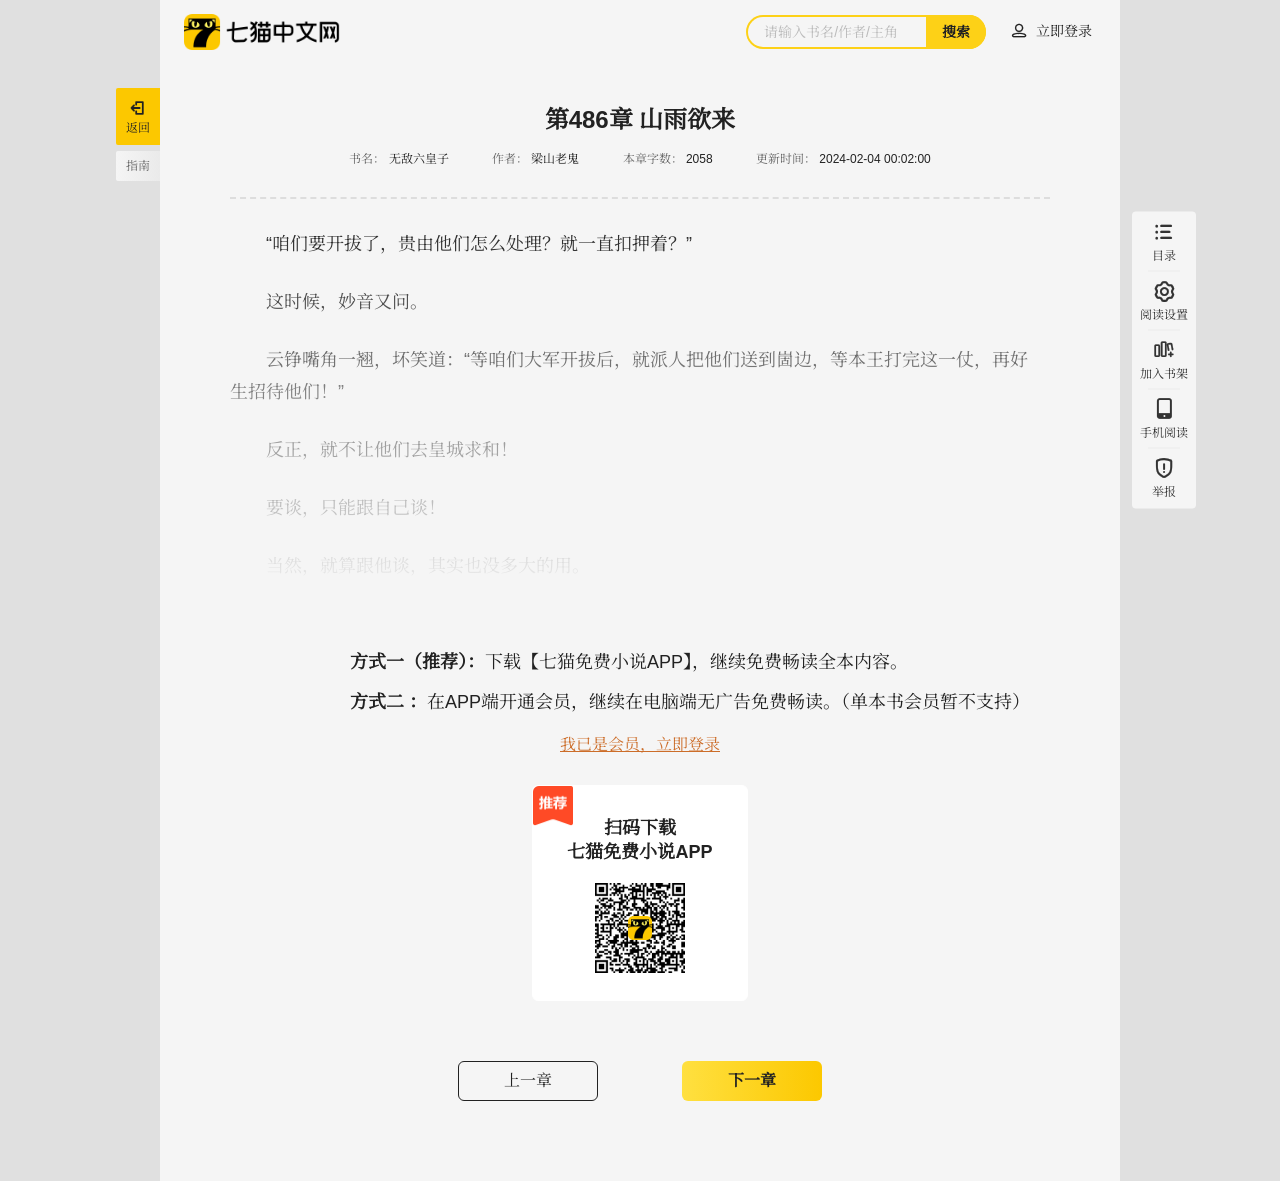 七猫中文网
请输入书名/作者/主角
搜索
立即登录
返回
指南
第486章 山雨欲来
书名： 无敌六皇子 作者： 梁山老鬼 本章字数： 2058 更新时间： 2024-02-04 00:02:00
“咱们要开拔了，贵由他们怎么处理？就一直扣押着？”
这时候，妙音又问。
云铮嘴角一翘，坏笑道：“等咱们大军开拔后，就派人把他们送到崮边，等本王打完这一仗，再好
生招待他们！”
反正，就不让他们去皇城求和！
要谈，只能跟自己谈！
当然，就算跟他谈，其实也没多大的用。
目录
阅读设置
加入书架
手机阅读
举报
方式一（推荐）：下载【七猫免费小说APP】，继续免费畅读全本内容。
方式二 ：在APP端开通会员，继续在电脑端无广告免费畅读。（单本书会员暂不支持）
我已是会员，立即登录
推荐
扫码下载
七猫免费小说APP
上一章
下一章